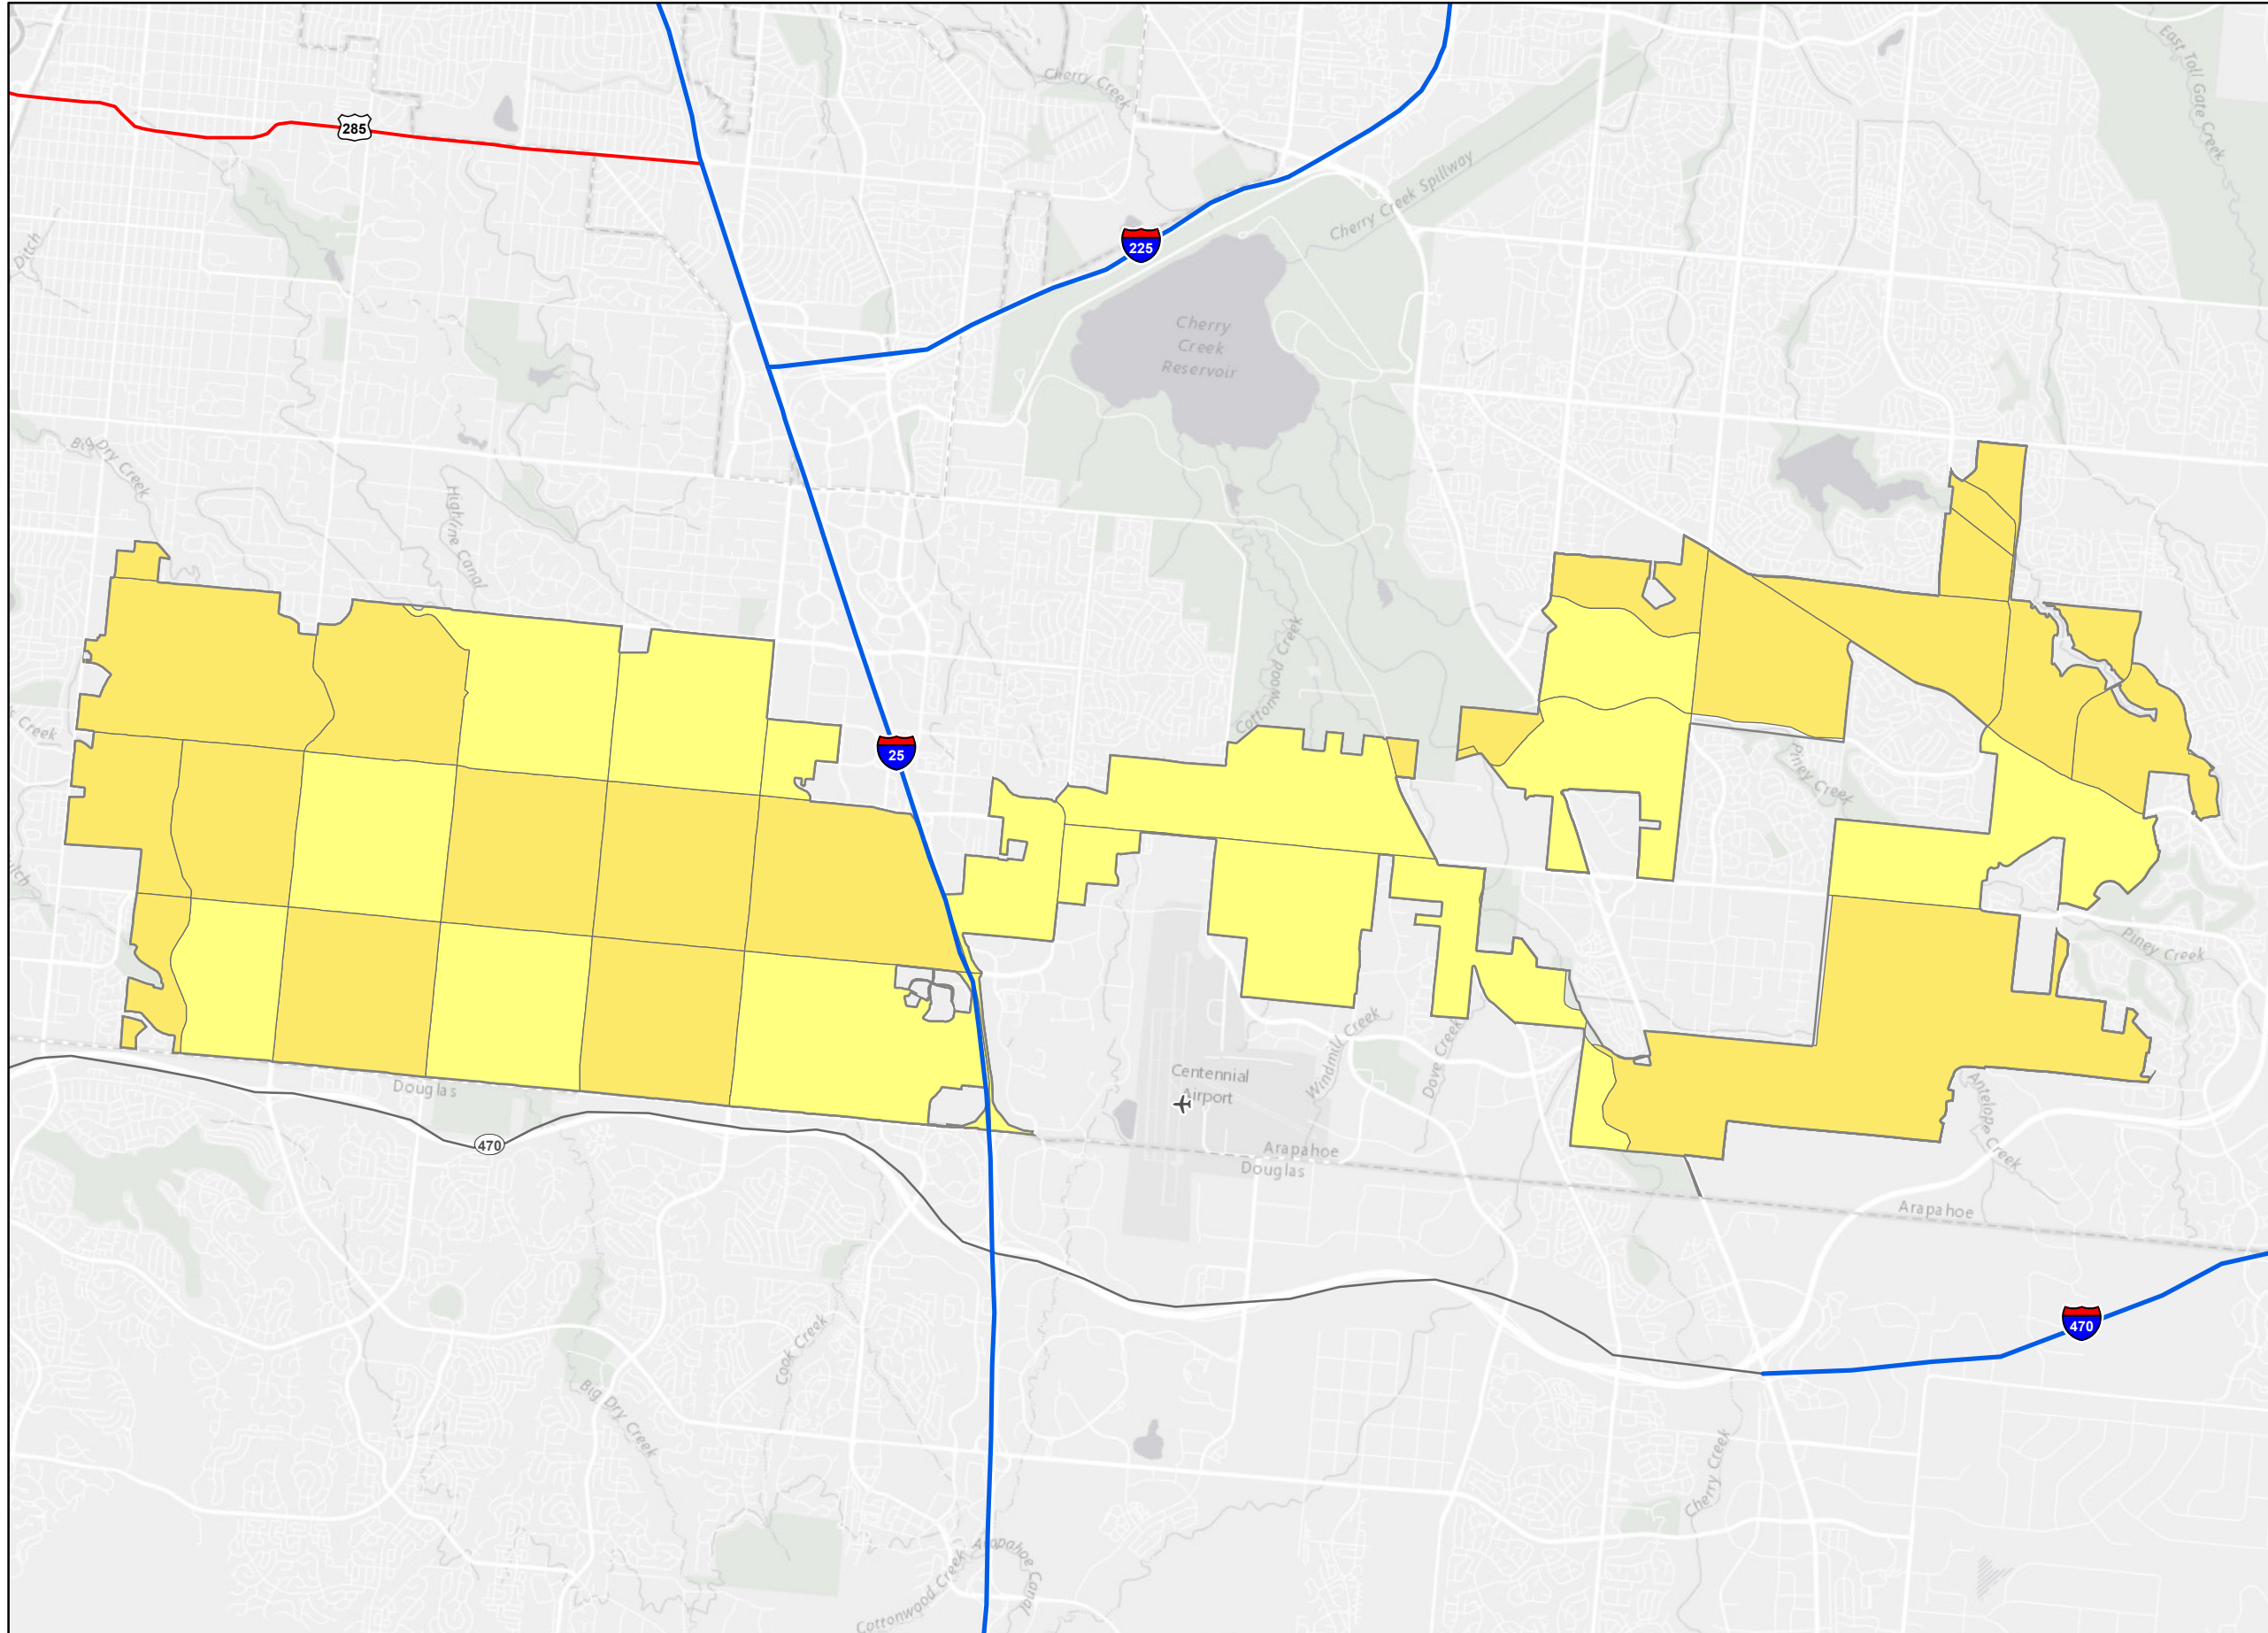 East Toll Gate Creek
Cherry Creek
285
Cherry Creek Spillway
Ditch
225
Cherry
Creek
Reservoir
Dry Creek
Highline Canal
Cottonwood Creek
Creek
25
Piney Creek
Piney Creek
Windmill Creek
Dove Creek
Centennial
Airport
Antelope Creek
Douglas
470
Arapahoe
Douglas
Arapahoe
470
Cook Creek
Big Dry Creek
Cherry Creek
Arapahoe Canal
Cottonwood Creek